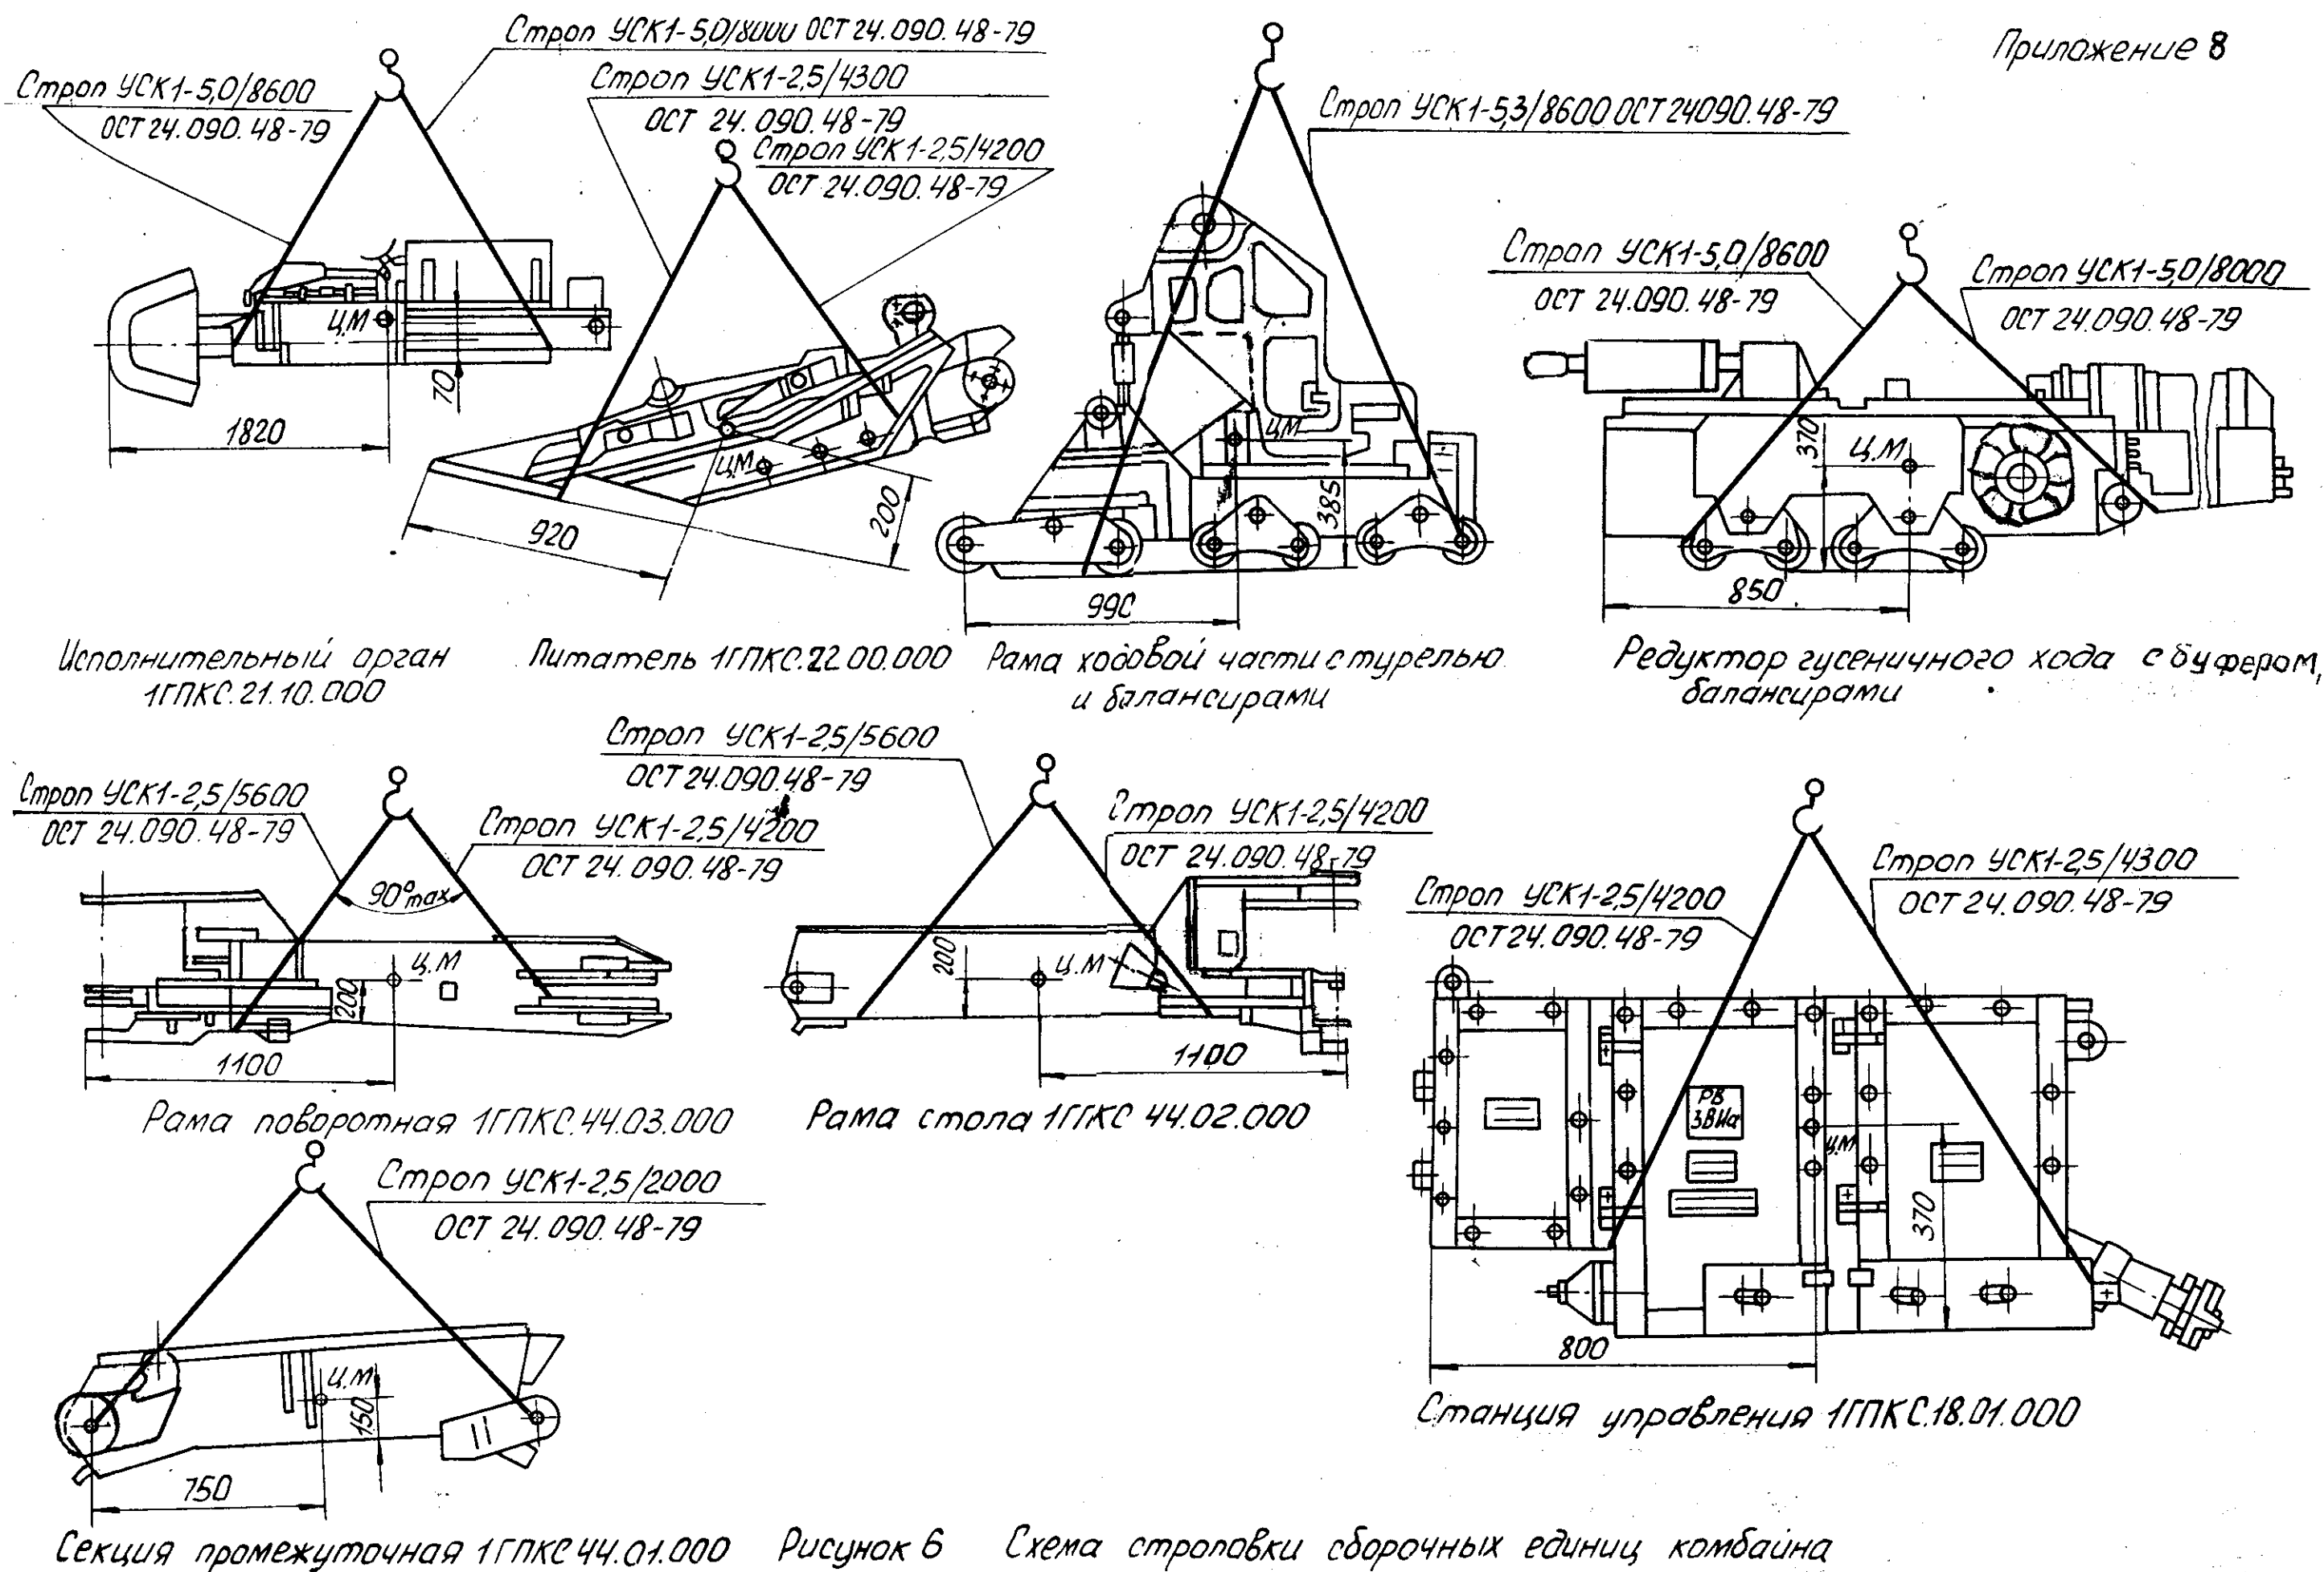 Приложение 8
Строп УСК1-5,0/8600
ОСТ 24.090.48-79
Строп УСК1-5,0/8000 ОСТ 24.090.48-79
Ц.М
70
1820
Исполнительный орган
1ГПКС.21.10.000
Строп УСК1-2,5/4300
ОСТ 24.090.48-79
Строп УСК1-2,5/4200
ОСТ 24.090.48-79
Ц.М
920
200
Питатель 1ГПКС.22.00.000
Строп УСК1-5,3/8600 ОСТ 24090.48-79
Ц.М
385
990
Рама ходовой части с турелью
и балансирами
Строп УСК1-5,0/8600
ОСТ 24.090.48-79
Строп УСК1-5,0/8000
ОСТ 24.090.48-79
370
Ц.М
850
Редуктор гусеничного хода с буфером,
балансирами
Строп УСК1-2,5/5600
ОСТ 24.090.48-79
Строп УСК1-2,5/4200
ОСТ 24.090.48-79
90° max
Ц.М
200
1100
Рама поворотная 1ГПКС.44.03.000
Строп УСК1-2,5/5600
ОСТ 24.090.48-79
Строп УСК1-2,5/4200
ОСТ 24.090.48-79
200
Ц.М
1100
Рама стола 1ГПКС 44.02.000
Строп УСК1-2,5/4200
ОСТ 24.090.48-79
Строп УСК1-2,5/4300
ОСТ 24.090.48-79
РВ
3ВИа
Ц.М
370
800
Станция управления 1ГПКС.18.01.000
Строп УСК1-2,5/2000
ОСТ 24.090.48-79
Ц.М
150
750
Секция промежуточная 1ГПКС 44.01.000
Рисунок 6 Схема строповки сборочных единиц комбайна